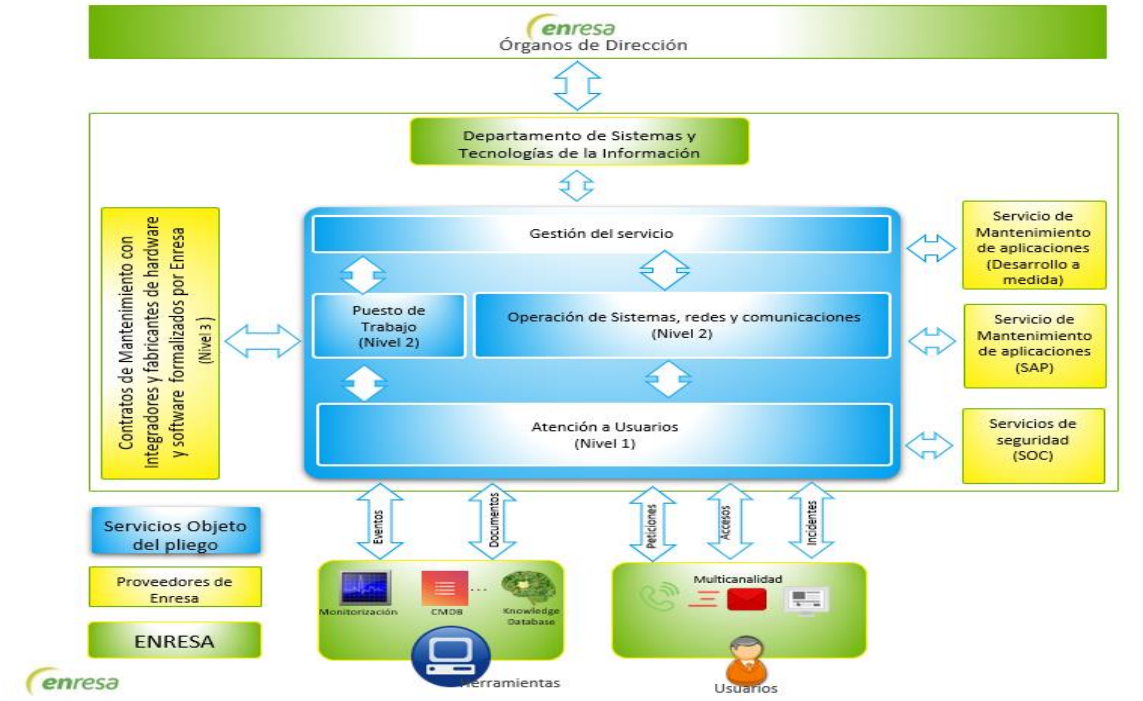 enresa
Órganos de Dirección
Departamento de Sistemas y
Tecnologías de la Información
Contratos de Mantenimiento con
Integradores y fabricantes de hardware
y software formalizados por Enresa
(Nivel 3)
Gestión del servicio
Puesto de
Trabajo
(Nivel 2)
Operación de Sistemas, redes y comunicaciones
(Nivel 2)
Atención a Usuarios
(Nivel 1)
Servicio de
Mantenimiento
de aplicaciones
(Desarrollo a
medida)
Servicio de
Mantenimiento
de aplicaciones
(SAP)
Servicios de
seguridad
(SOC)
Eventos
Documentos
Peticiones
Accesos
Incidentes
Servicios Objeto
del pliego
Proveedores de
Enresa
ENRESA
Monitorización
CMDB
...
Knowledge
Database
Herramientas
Multicanalidad
Usuarios
enresa